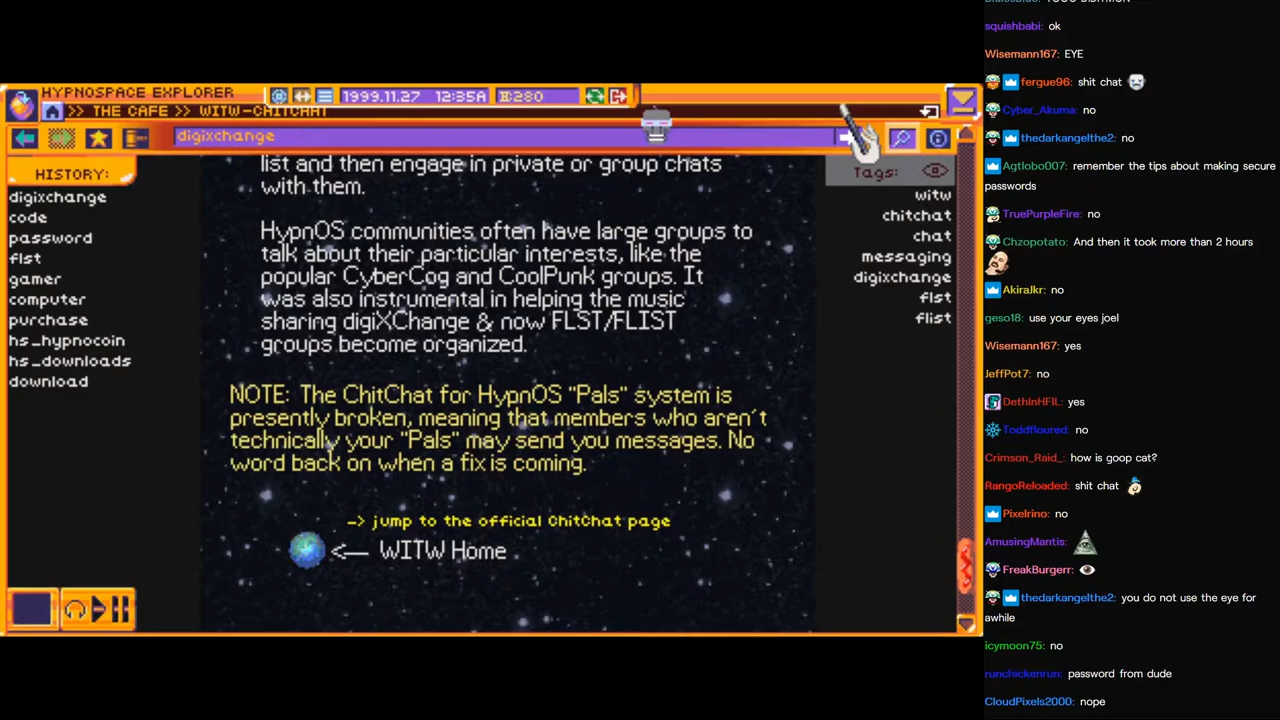 HYPNOSPACE EXPLORER
1999.11.27 12:35A
280
>> THE CAFE >> WITW-CHITCHAT
digixchange
HISTORY:
digixchange
code
password
flst
gamer
computer
purchase
hs_hypnocoin
hs_downloads
download
list and then engage in private or group chats
with them.
HypnOS communities often have large groups to
talk about their particular interests, like the
popular CyberCog and CoolPunk groups. It
was also instrumental in helping the music
sharing digiXChange & now FLST/FLIST
groups become organized.
NOTE: The ChitChat for HypnOS "Pals" system is
presently broken, meaning that members who aren't
technically your "Pals" may send you messages. No
word back on when a fix is coming.
-> jump to the official ChitChat page
<— WITW Home
Tags:
witw
chitchat
chat
messaging
digixchange
flst
flist
squishbabi: ok
Wisemann167: EYE
fergue96: shit chat
Cyber_Akuma: no
thedarkangelthe2: no
Agtlobo007: remember the tips about making secure
passwords
TruePurpleFire: no
Chzopotato: And then it took more than 2 hours
AkiraJkr: no
geso18: use your eyes joel
Wisemann167: yes
JeffPot7: no
DethInHFIL: yes
Toddfloured: no
Crimson_Raid_: how is goop cat?
RangoReloaded: shit chat
Pixelrino: no
AmusingMantis:
FreakBurgerr:
thedarkangelthe2: you do not use the eye for
awhile
icymoon75: no
runchickenrun: password from dude
CloudPixels2000: nope